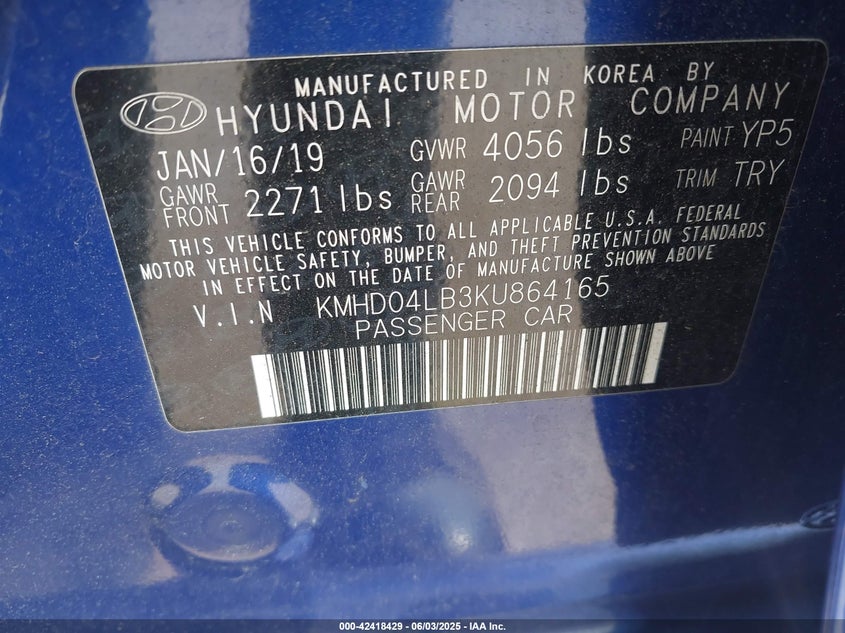 MANUFACTURED IN KOREA BY
HYUNDAI MOTOR COMPANY
JAN/16/19 GVWR 4056 lbs PAINT YP5
GAWR FRONT 2271 lbs GAWR REAR 2094 lbs TRIM TRY
THIS VEHICLE CONFORMS TO ALL APPLICABLE U.S.A. FEDERAL
MOTOR VEHICLE SAFETY, BUMPER, AND THEFT PREVENTION STANDARDS
IN EFFECT ON THE DATE OF MANUFACTURE SHOWN ABOVE
V.I.N KMHD04LB3KU864165
PASSENGER CAR
000-42418429 - 06/03/2025 - IAA Inc.